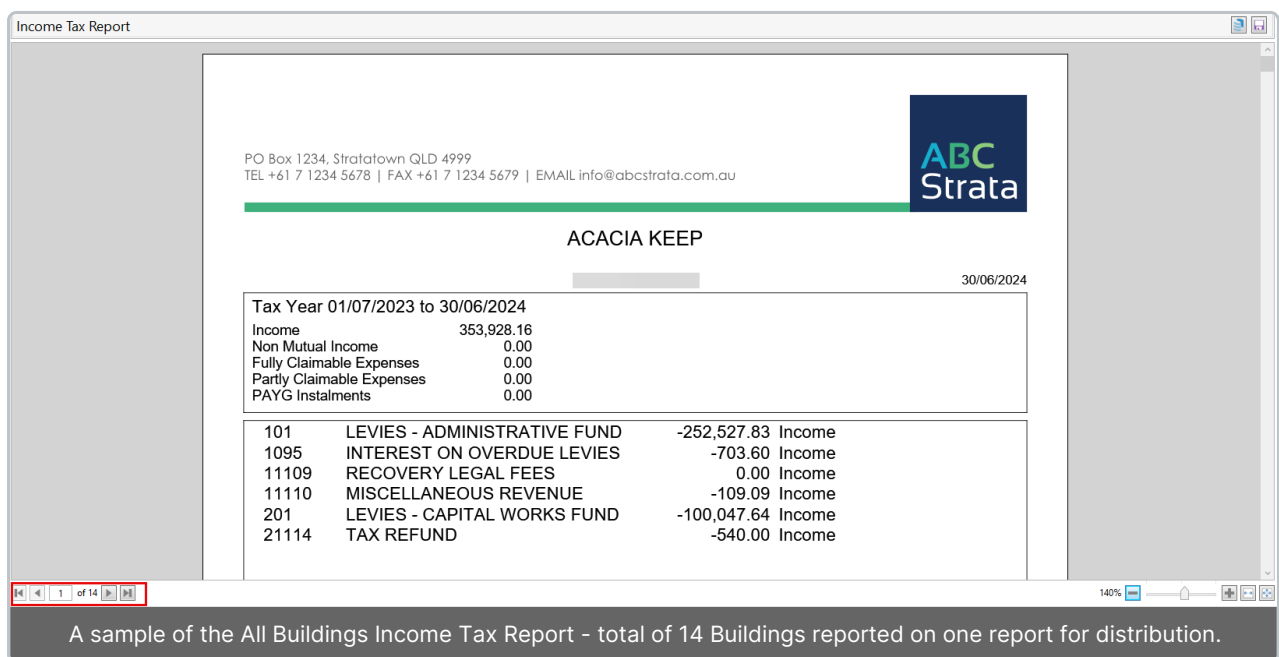 Income Tax Report
PO Box 1234, Stratatown QLD 4999
TEL +61 7 1234 5678 | FAX +61 7 1234 5679 | EMAIL info@abcstrata.com.au
ABC
Strata
ACACIA KEEP
30/06/2024
Tax Year 01/07/2023 to 30/06/2024
Income 353,928.16
Non Mutual Income 0.00
Fully Claimable Expenses 0.00
Partly Claimable Expenses 0.00
PAYG Instalments 0.00
101 LEVIES - ADMINISTRATIVE FUND -252,527.83 Income
1095 INTEREST ON OVERDUE LEVIES -703.60 Income
11109 RECOVERY LEGAL FEES 0.00 Income
11110 MISCELLANEOUS REVENUE -109.09 Income
201 LEVIES - CAPITAL WORKS FUND -100,047.64 Income
21114 TAX REFUND -540.00 Income
1 of 14
140%
A sample of the All Buildings Income Tax Report - total of 14 Buildings reported on one report for distribution.